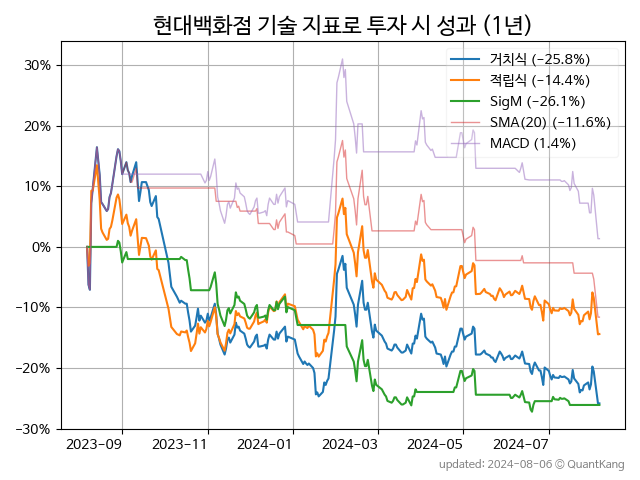 현대백화점 기술 지표로 투자 시 성과 (1년)
거치식 (−25.8%)
적립식 (−14.4%)
SigM (−26.1%)
SMA(20) (−11.6%)
MACD (1.4%)
30%
20%
10%
0%
−10%
−20%
−30%
2023-09 2023-11 2024-01 2024-03 2024-05 2024-07
updated: 2024-08-06 © QuantKang